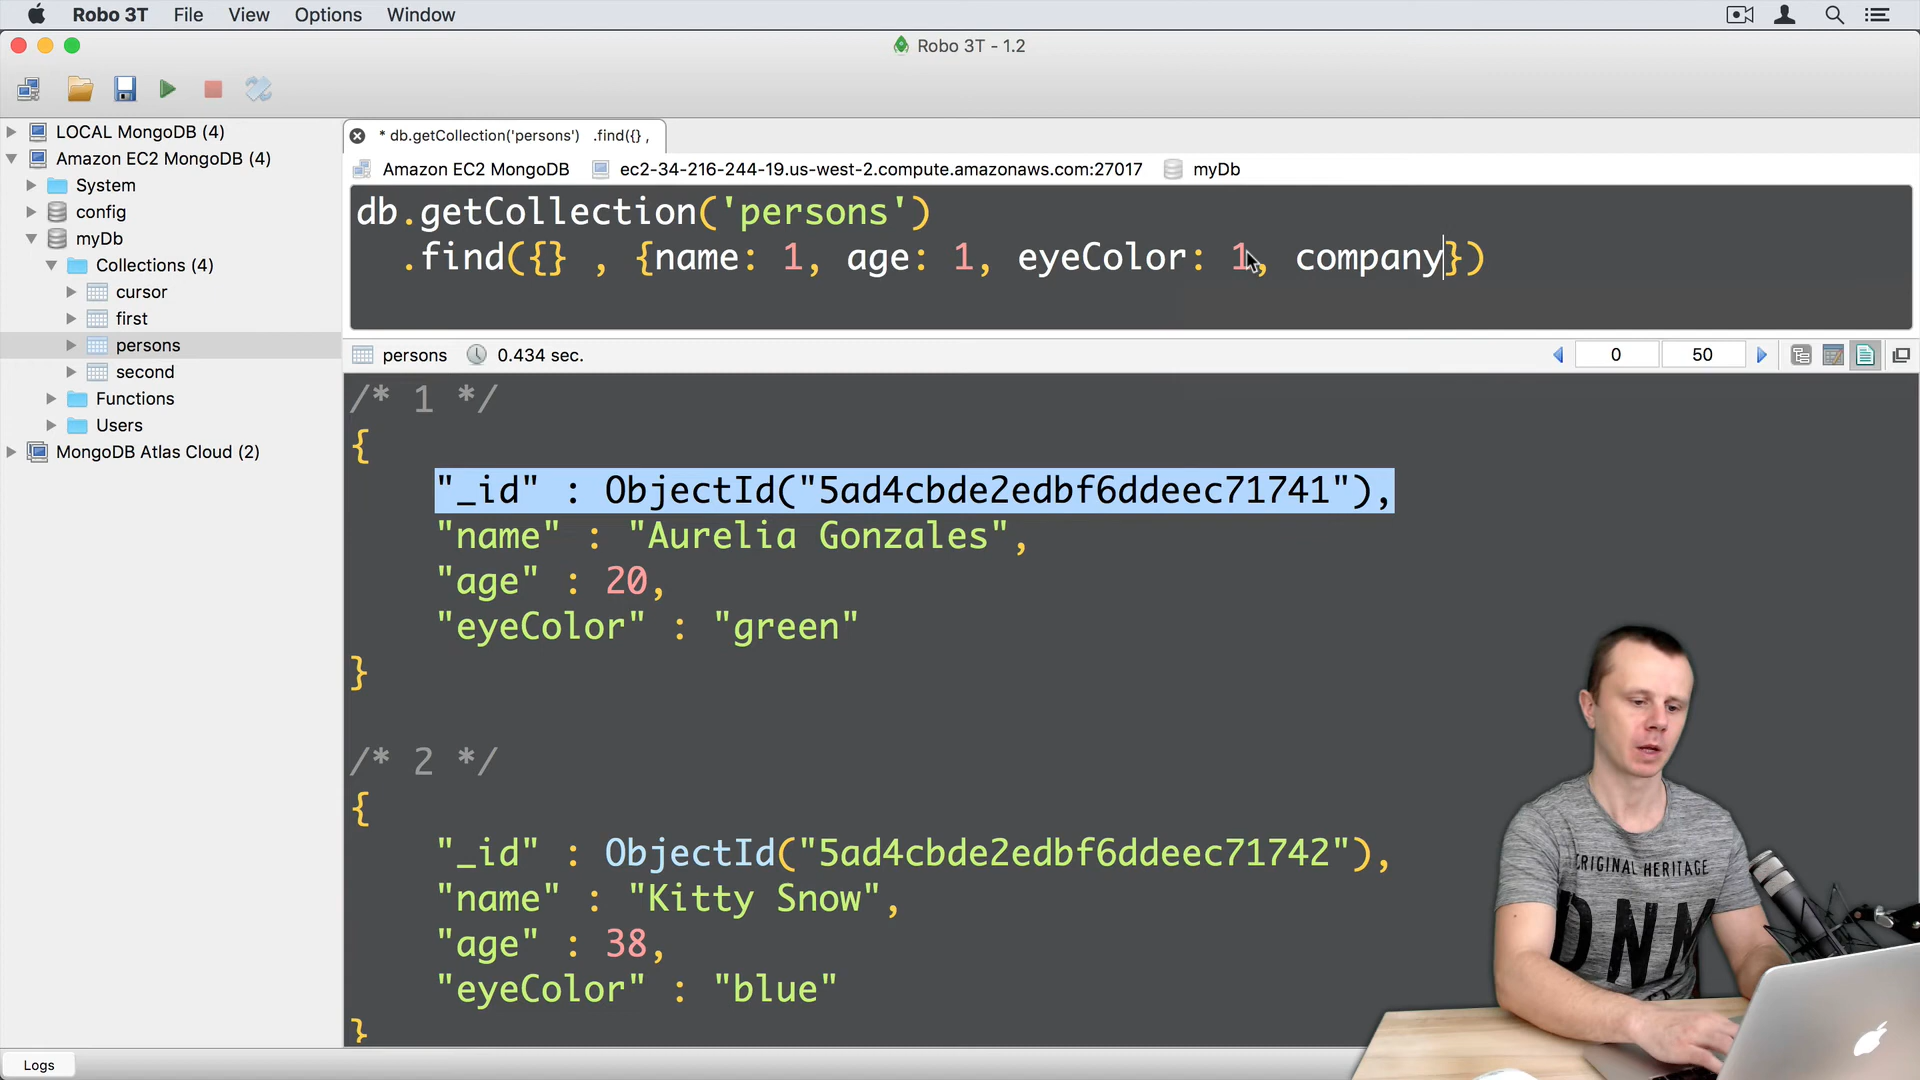 Robo 3T File View Options Window
Robo 3T - 1.2
LOCAL MongoDB (4)
Amazon EC2 MongoDB (4)
System
config
myDb
Collections (4)
cursor
first
persons
second
Functions
Users
MongoDB Atlas Cloud (2)
* db.getCollection('persons') .find({} ,
Amazon EC2 MongoDB ec2-34-216-244-19.us-west-2.compute.amazonaws.com:27017 myDb
db.getCollection('persons')
.find({} , {name: 1, age: 1, eyeColor: 1, company})
persons 0.434 sec. 0 50
/* 1 */
{
"_id" : ObjectId("5ad4cbde2edbf6ddeec71741"),
"name" : "Aurelia Gonzales",
"age" : 20,
"eyeColor" : "green"
}
/* 2 */
{
"_id" : ObjectId("5ad4cbde2edbf6ddeec71742"),
"name" : "Kitty Snow",
"age" : 38,
"eyeColor" : "blue"
}
ORIGINAL HERITAGE
DNM
Logs